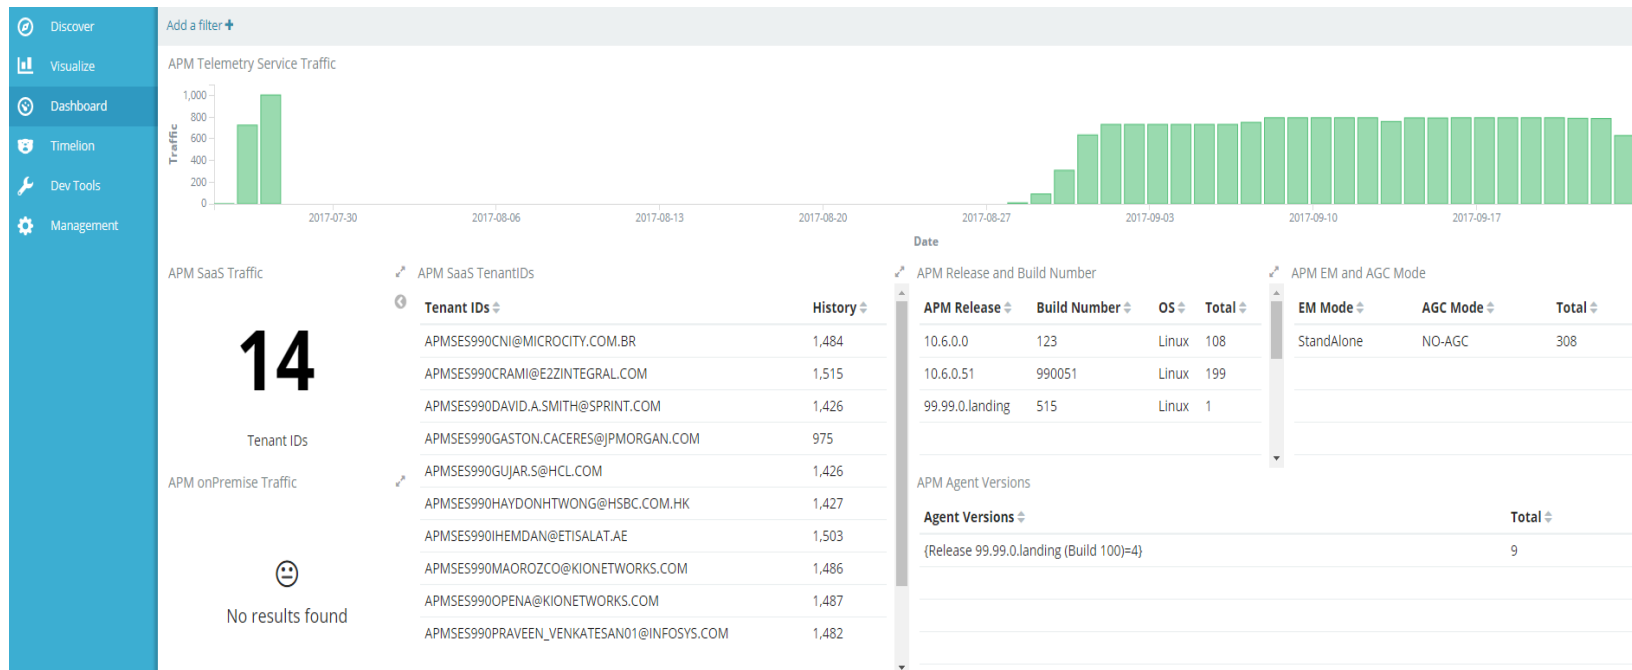 Discover
Visualize
Dashboard
Timelion
Dev Tools
Management
Add a filter +
APM Telemetry Service Traffic
1,000
800
600
400
200
0
Traffic
2017-07-30 2017-08-06 2017-08-13 2017-08-20 2017-08-27 2017-09-03 2017-09-10 2017-09-17
Date
APM SaaS Traffic
14
Tenant IDs
APM onPremise Traffic
No results found
APM SaaS TenantIDs
Tenant IDs History
APMSES990CNI@MICROCITY.COM.BR 1,484
APMSES990CRAMI@E2ZINTEGRAL.COM 1,515
APMSES990DAVID.A.SMITH@SPRINT.COM 1,426
APMSES990GASTON.CACERES@JPMORGAN.COM 975
APMSES990GUJAR.S@HCL.COM 1,426
APMSES990HAYDONHTWONG@HSBC.COM.HK 1,427
APMSES990IHEMDAN@ETISALAT.AE 1,503
APMSES990MAOROZCO@KIONETWORKS.COM 1,486
APMSES990OPENA@KIONETWORKS.COM 1,487
APMSES990PRAVEEN_VENKATESAN01@INFOSYS.COM 1,482
APM Release and Build Number
APM Release Build Number OS Total
10.6.0.0 123 Linux 108
10.6.0.51 990051 Linux 199
99.99.0.landing 515 Linux 1
APM EM and AGC Mode
EM Mode AGC Mode Total
StandAlone NO-AGC 308
APM Agent Versions
Agent Versions Total
{Release 99.99.0.landing (Build 100)=4} 9